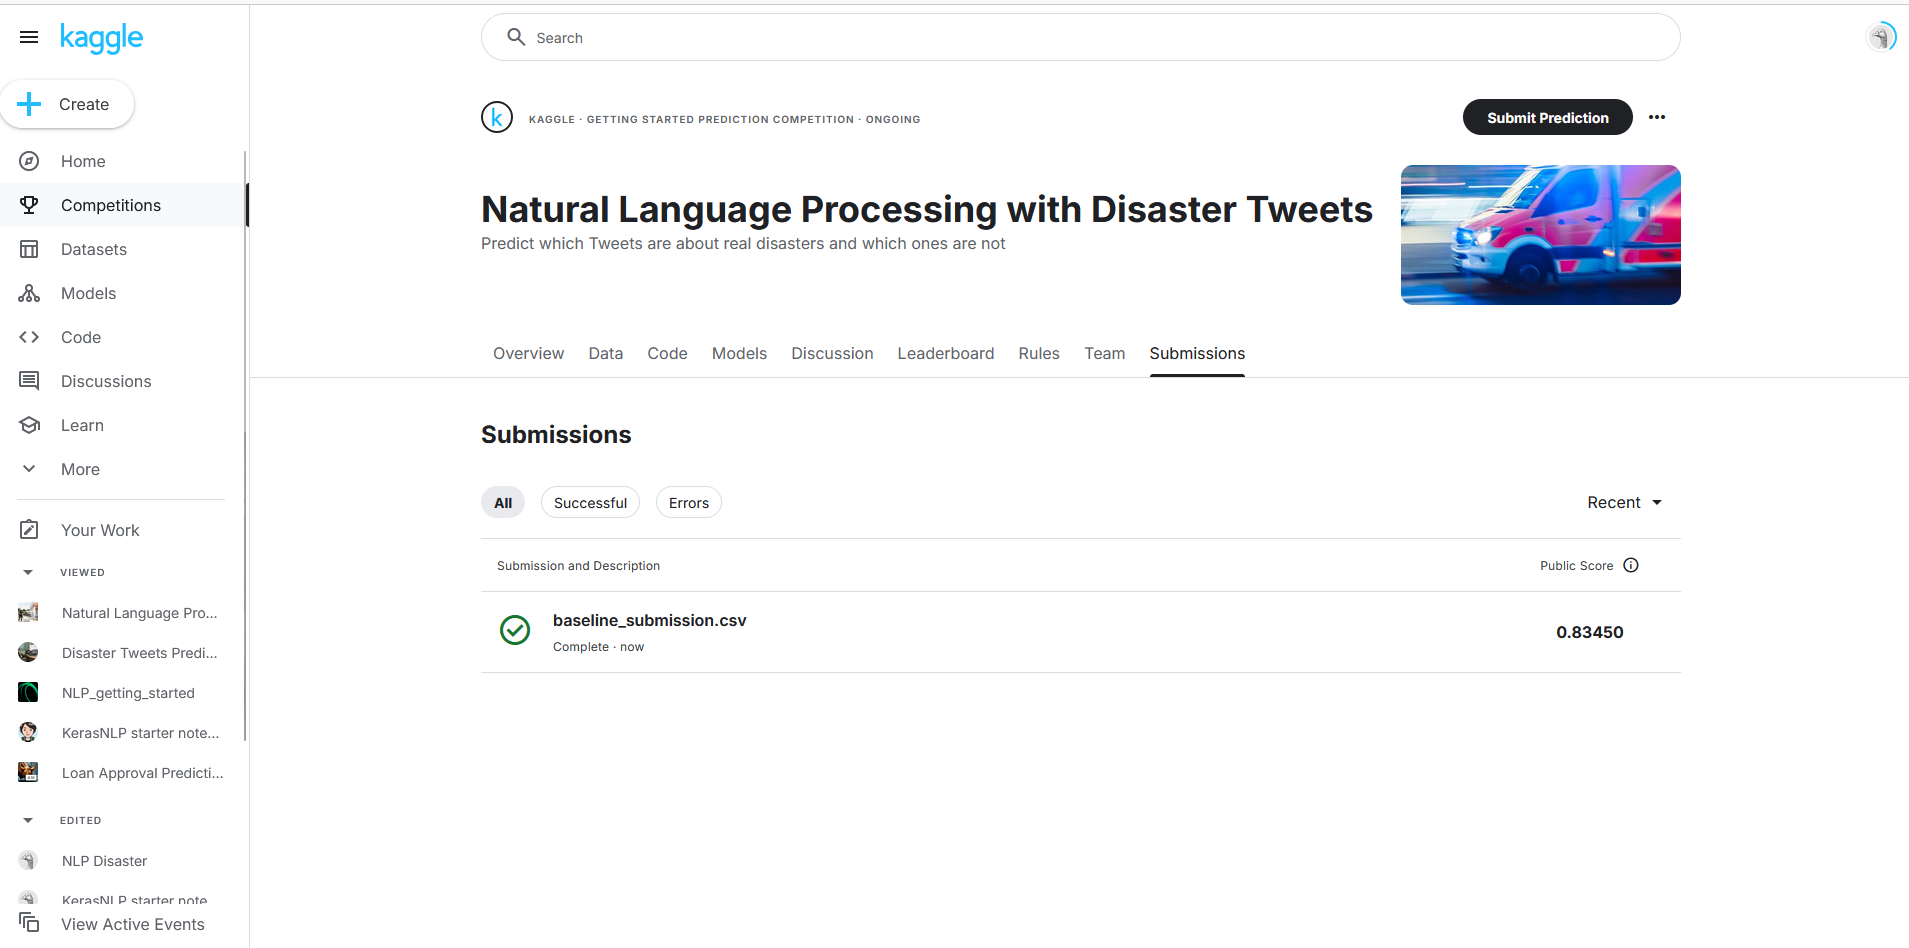 kaggle
Search
Create
Home
Competitions
Datasets
Models
Code
Discussions
Learn
More
Your Work
VIEWED
Natural Language Pro...
Disaster Tweets Predi...
NLP_getting_started
KerasNLP starter note...
Loan Approval Predicti...
EDITED
NLP Disaster
KerasNLP starter note
View Active Events
k
KAGGLE · GETTING STARTED PREDICTION COMPETITION · ONGOING
Submit Prediction
Natural Language Processing with Disaster Tweets
Predict which Tweets are about real disasters and which ones are not
Overview Data Code Models Discussion Leaderboard Rules Team Submissions
Submissions
All Successful Errors Recent
Submission and Description Public Score
baseline_submission.csv
Complete · now
0.83450